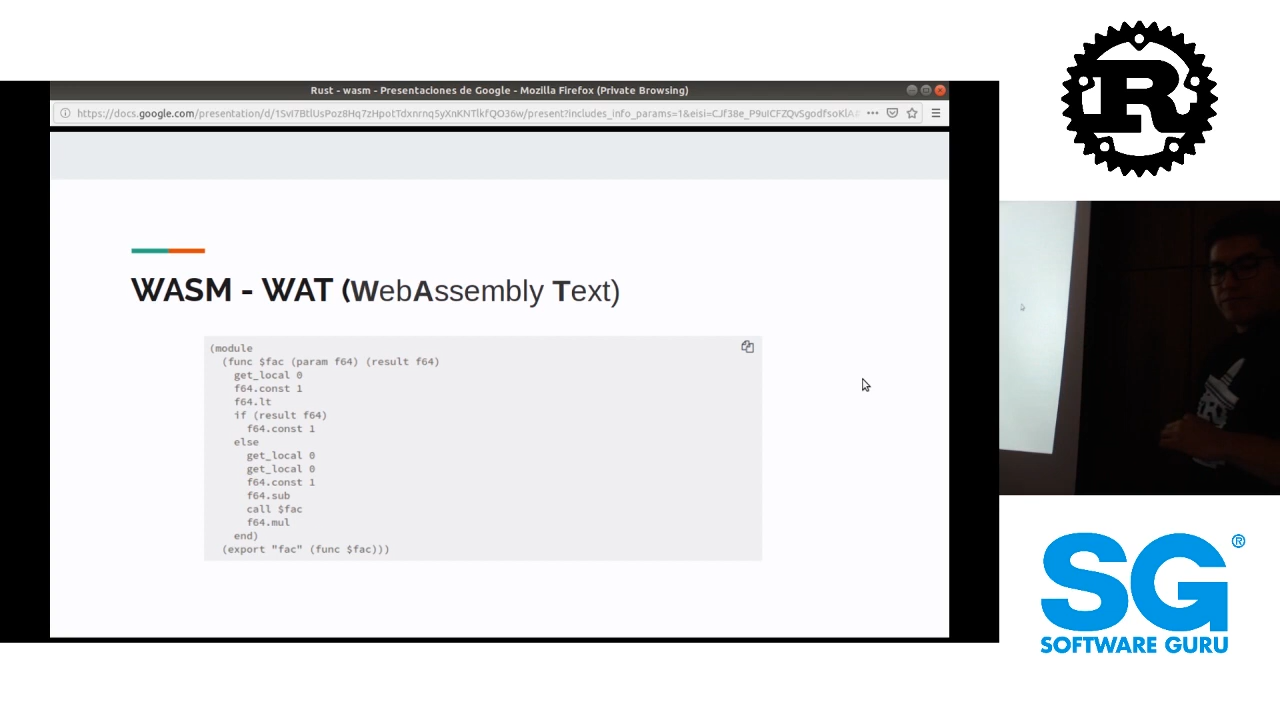 Rust - wasm - Presentaciones de Google - Mozilla Firefox (Private Browsing)
WASM - WAT (WebAssembly Text)
(module
(func $fac (param f64) (result f64)
get_local 0
f64.const 1
f64.lt
if (result f64)
f64.const 1
else
get_local 0
get_local 0
f64.const 1
f64.sub
call $fac
f64.mul
end)
(export "fac" (func $fac)))
R
SG®
SOFTWARE GURU